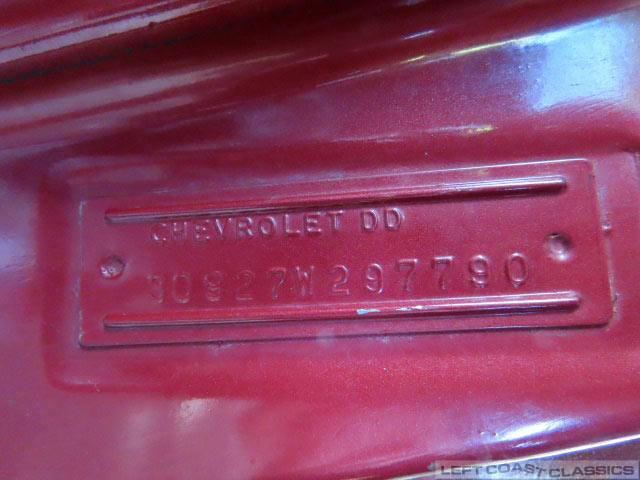 CHEVROLET DD
30927W297790
LEFT COAST CLASSICS